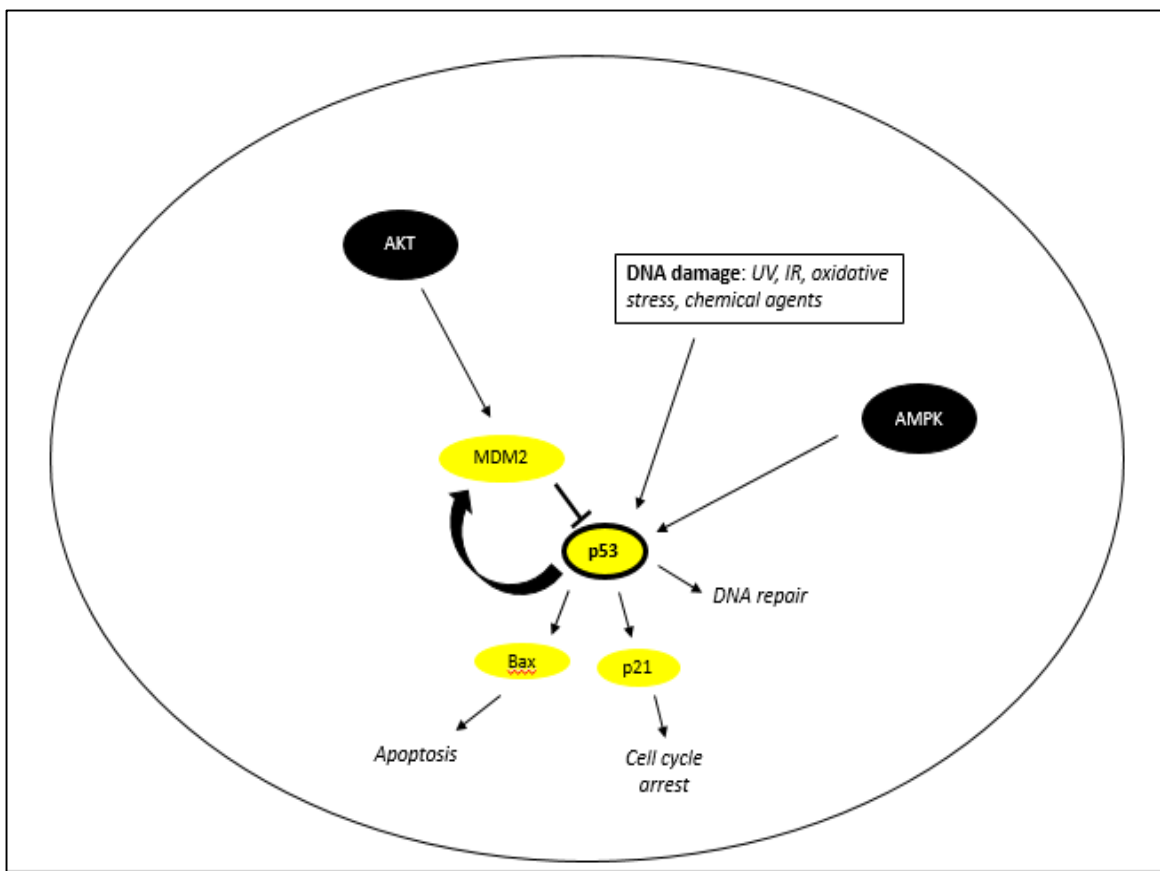 AKT
DNA damage: UV, IR, oxidative
stress, chemical agents
AMPK
MDM2
p53
DNA repair
Bax
p21
Apoptosis
Cell cycle
arrest